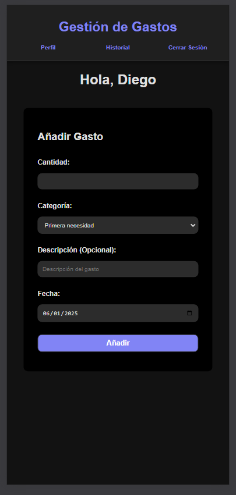 Gestión de Gastos
Perfil Historial Cerrar Sesión
Hola, Diego
Añadir Gasto
Cantidad:
Categoría:
Primera necesidad
Descripción (Opcional):
Descripción del gasto
Fecha:
06/01/2025
Añadir